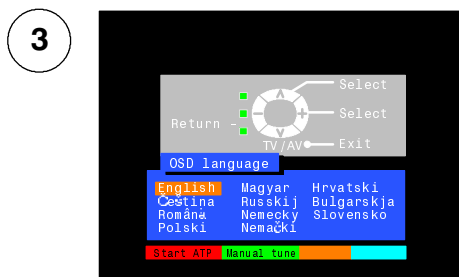 3
Select
Select
Return –
TV/AV Exit
OSD language
English Magyar Hrvatski
Čeština Russkij Bulgarskja
Română Nemecky Slovensko
Polski Nemački
Start ATP Manual tune